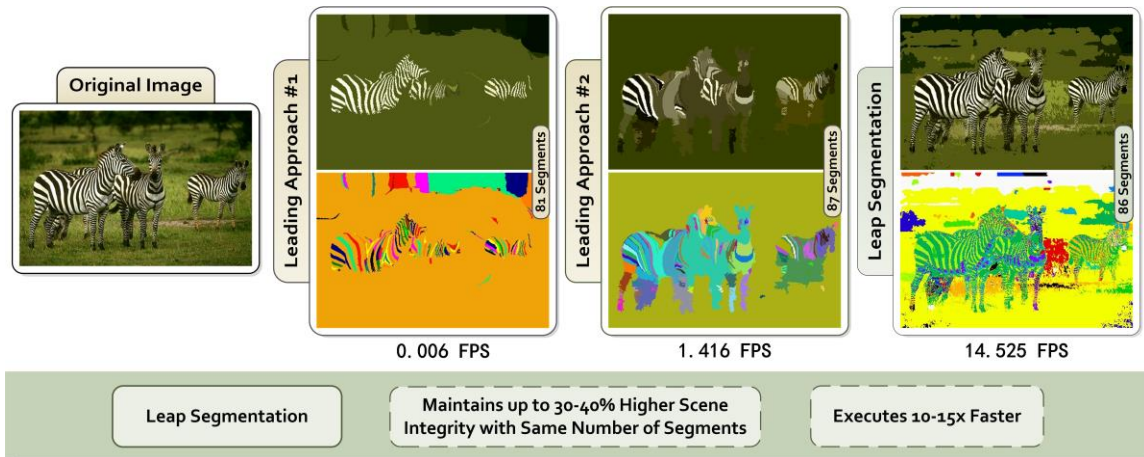 Original Image
Leading Approach #1
81 Segments
0.006 FPS
Leading Approach #2
87 Segments
1.416 FPS
Leap Segmentation
86 Segments
14.525 FPS
Leap Segmentation
Maintains up to 30-40% Higher Scene
Integrity with Same Number of Segments
Executes 10-15x Faster